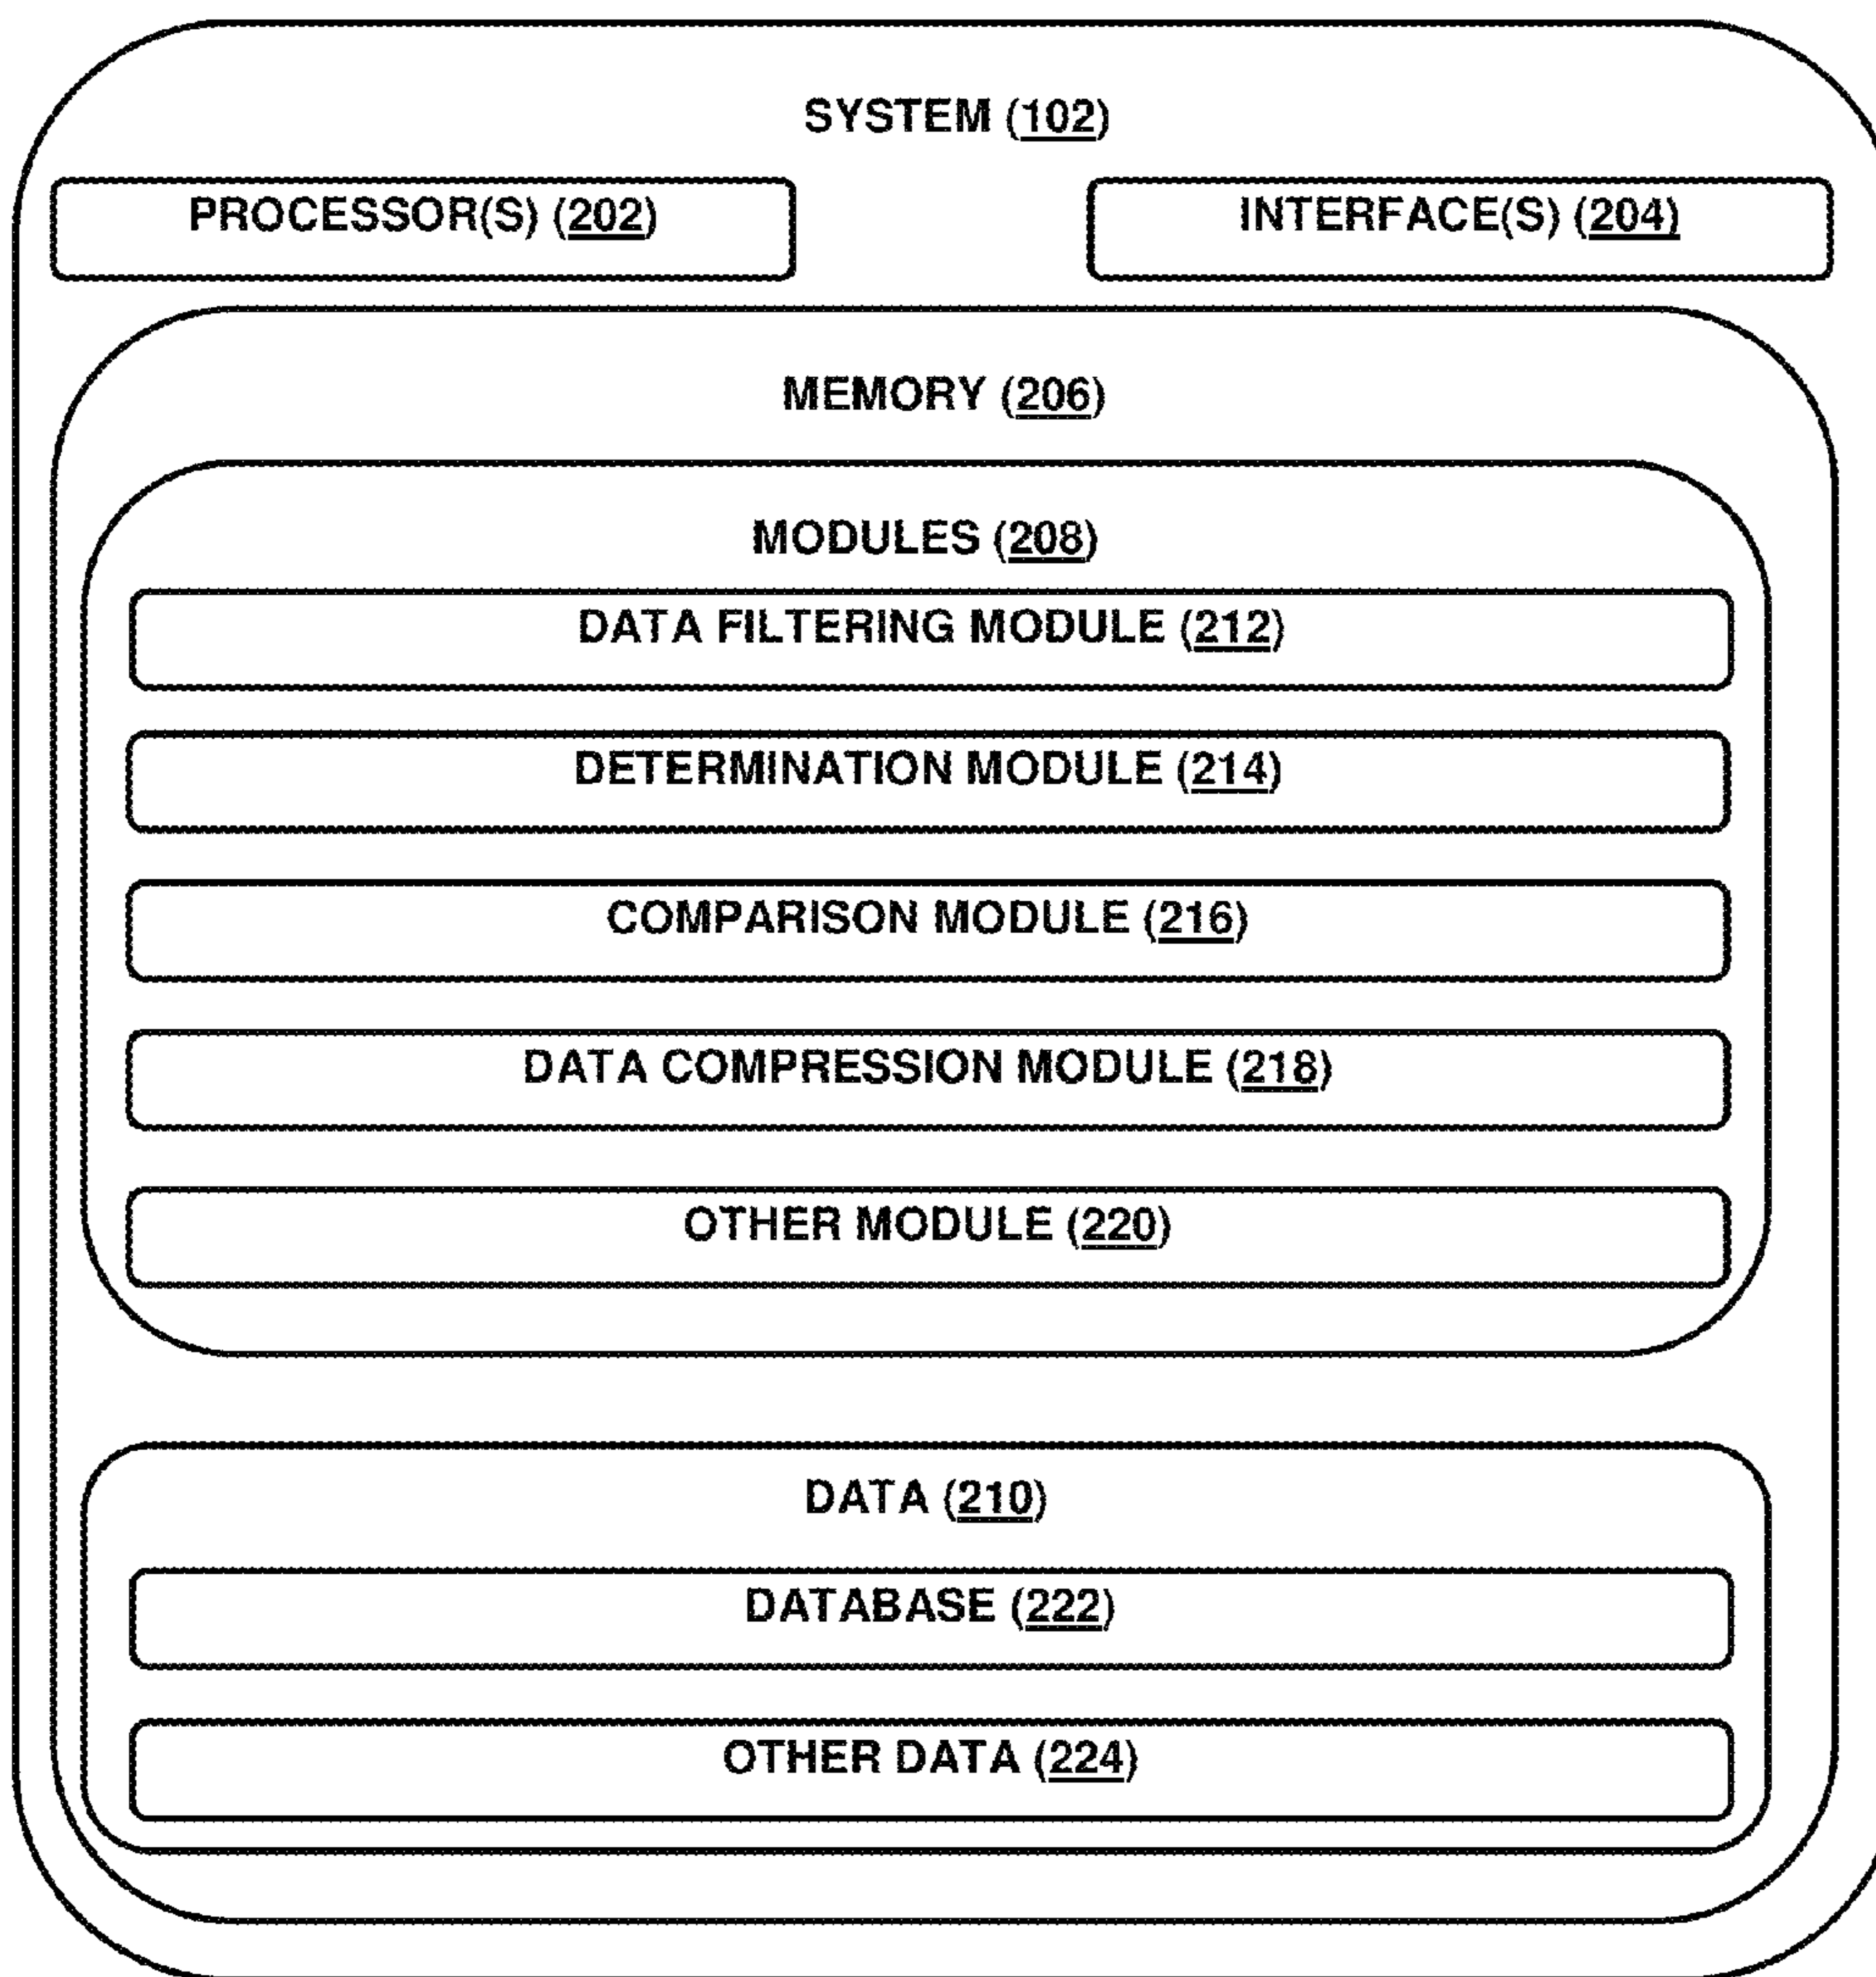 SYSTEM (102)
PROCESSOR(S) (202)
INTERFACE(S) (204)
MEMORY (206)
MODULES (208)
DATA FILTERING MODULE (212)
DETERMINATION MODULE (214)
COMPARISON MODULE (216)
DATA COMPRESSION MODULE (218)
OTHER MODULE (220)
DATA (210)
DATABASE (222)
OTHER DATA (224)